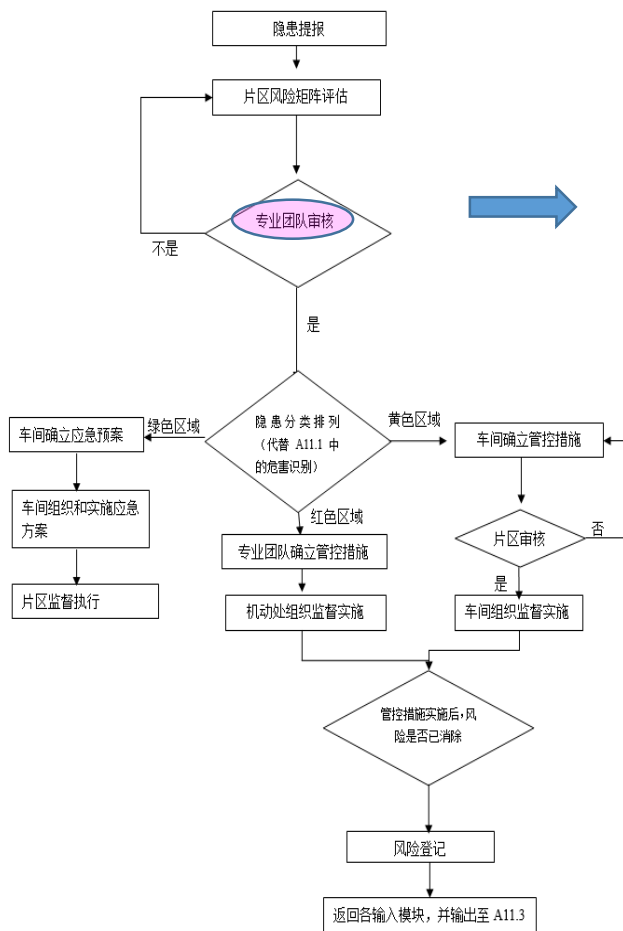 隐患提报
片区风险矩阵评估
专业团队审核
不是
是
隐患分类排列
（代替 A11.1 中
的危害识别）
绿色区域
黄色区域
红色区域
车间确立应急预案
车间组织和实施应急
方案
片区监督执行
专业团队确立管控措施
机动处组织监督实施
车间确立管控措施
片区审核
否
是
车间组织监督实施
管控措施实施后，风
险是否已消除
风险登记
返回各输入模块，并输出至 A11.3